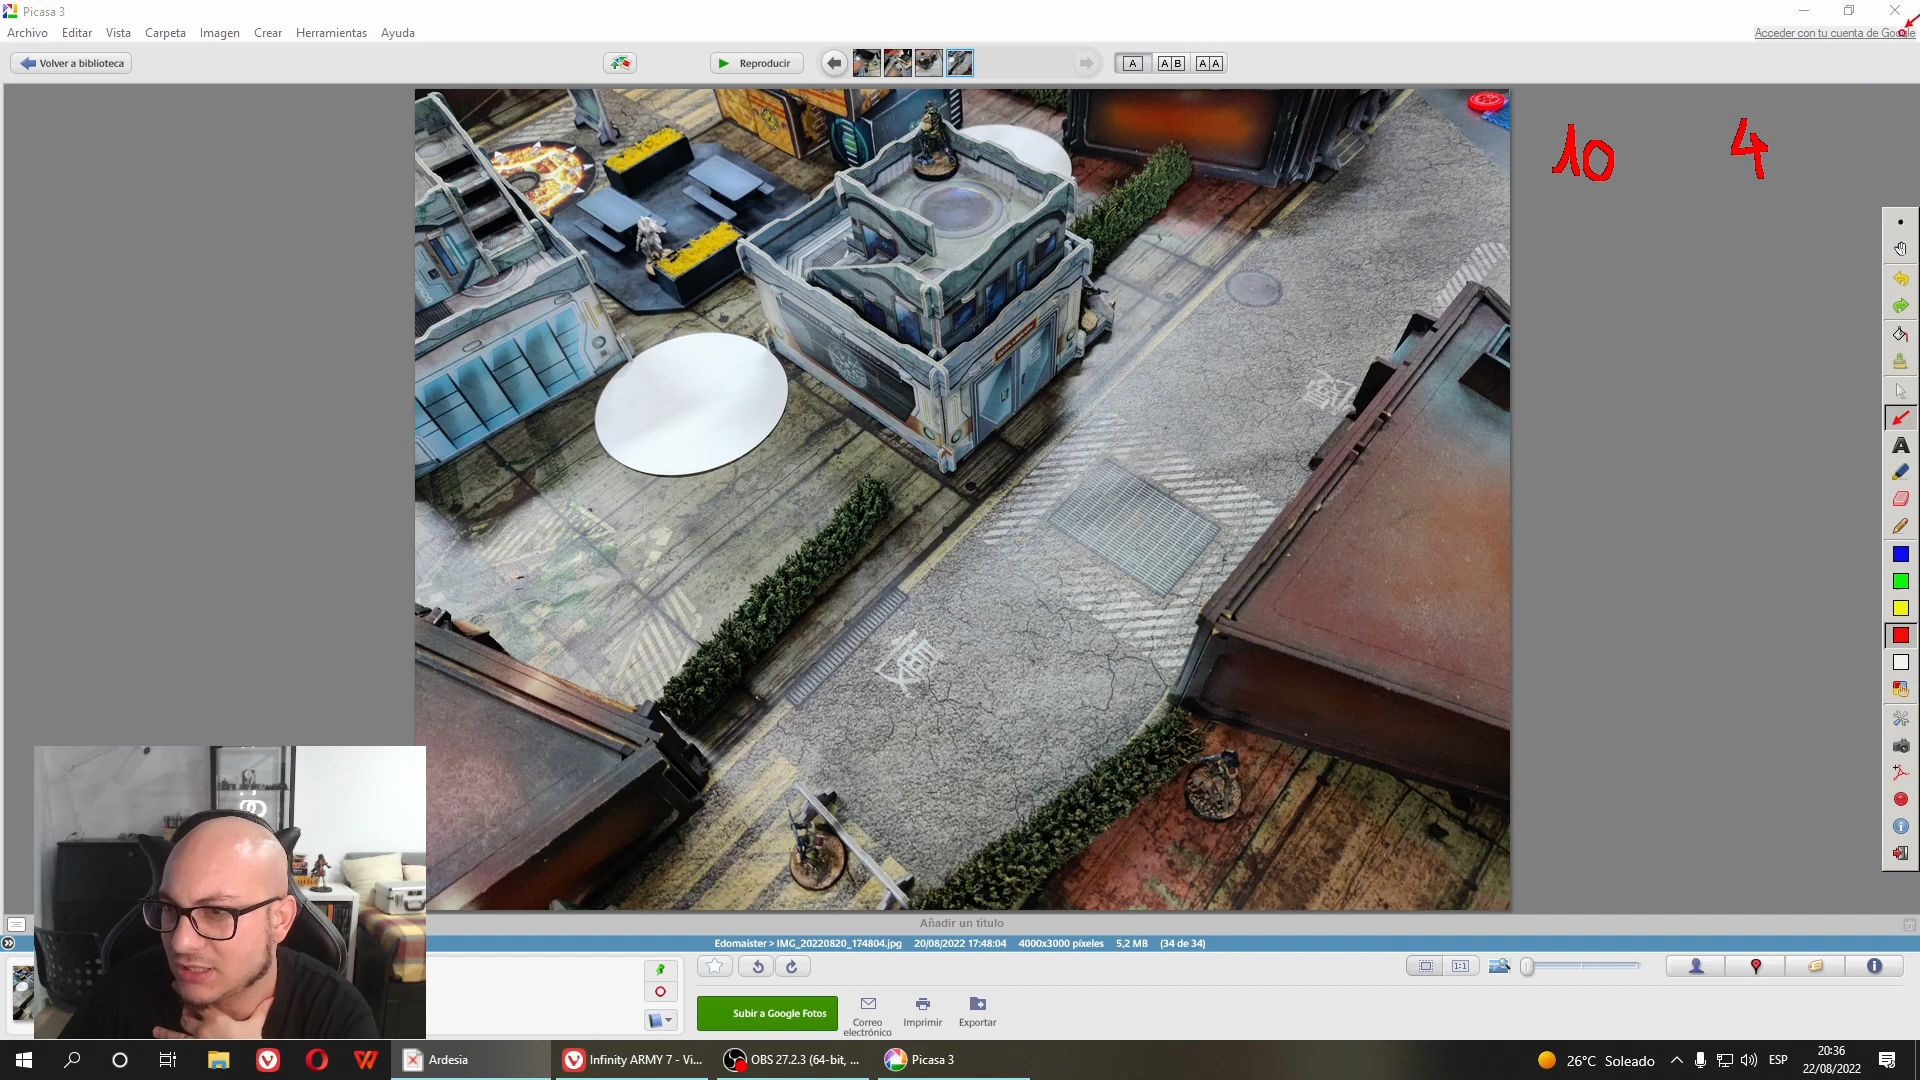 Picasa 3
Archivo Editar Vista Carpeta Imagen Crear Herramientas Ayuda
Acceder con tu cuenta de Google
Volver a biblioteca
Reproducir
A
A B
A A
10
4
Añadir un título
Edomaister > IMG_20220820_174804.jpg 20/08/2022 17:48:04 4000x3000 píxeles 5,2 MB (34 de 34)
1:1
Subir a Google Fotos
Correo electrónico
Imprimir
Exportar
Ardesia
Infinity ARMY 7 - Vi...
OBS 27.2.3 (64-bit, ...
Picasa 3
26°C Soleado
ESP
20:36
22/08/2022